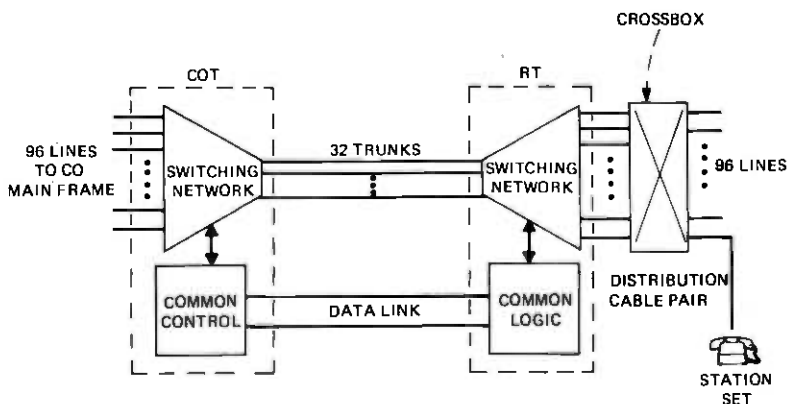 CROSSBOX
COT
RT
96 LINES
TO CO
MAIN FRAME
SWITCHING
NETWORK
32 TRUNKS
SWITCHING
NETWORK
96 LINES
COMMON
CONTROL
DATA LINK
COMMON
LOGIC
DISTRIBUTION
CABLE PAIR
STATION
SET